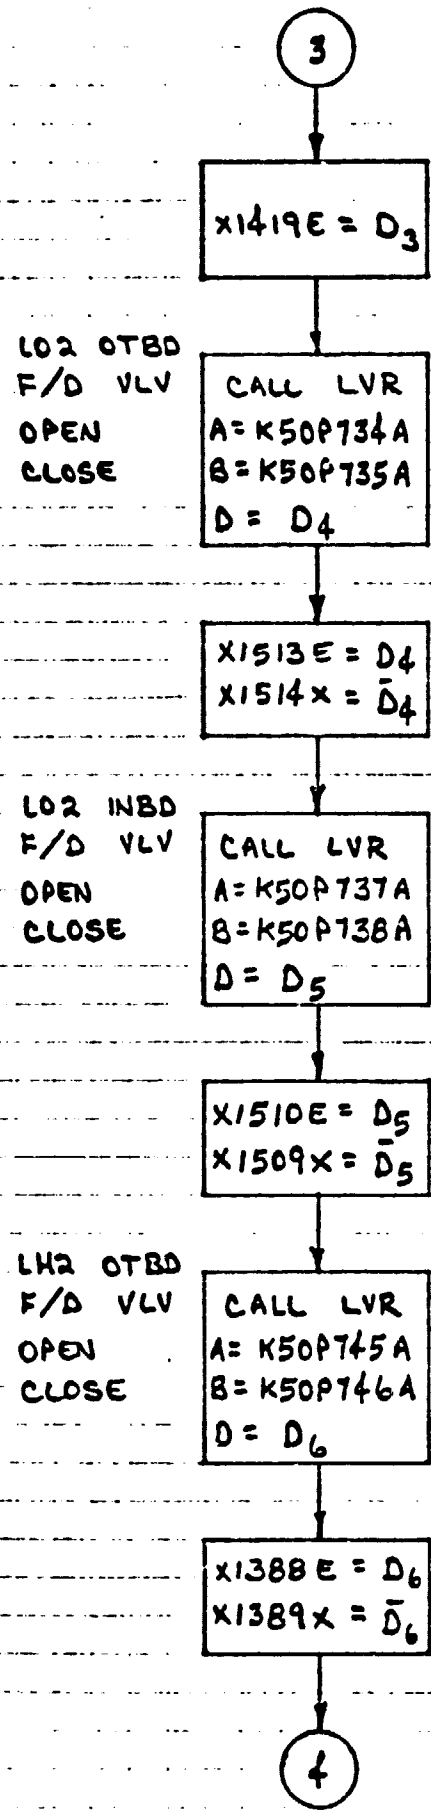 3
X1419E = D3
LO2 OTBD
F/D VLV
OPEN
CLOSE
CALL LVR
A=K50P734A
B=K50P735A
D = D4
X1513E = D4
X1514X = D̄4
LO2 INBD
F/D VLV
OPEN
CLOSE
CALL LVR
A=K50P737A
B=K50P738A
D = D5
X1510E = D5
X1509X = D̄5
LH2 OTBD
F/D VLV
OPEN
CLOSE
CALL LVR
A= K50P745A
B= K50P746A
D = D6
X1388E = D6
X1389X = D̄6
4